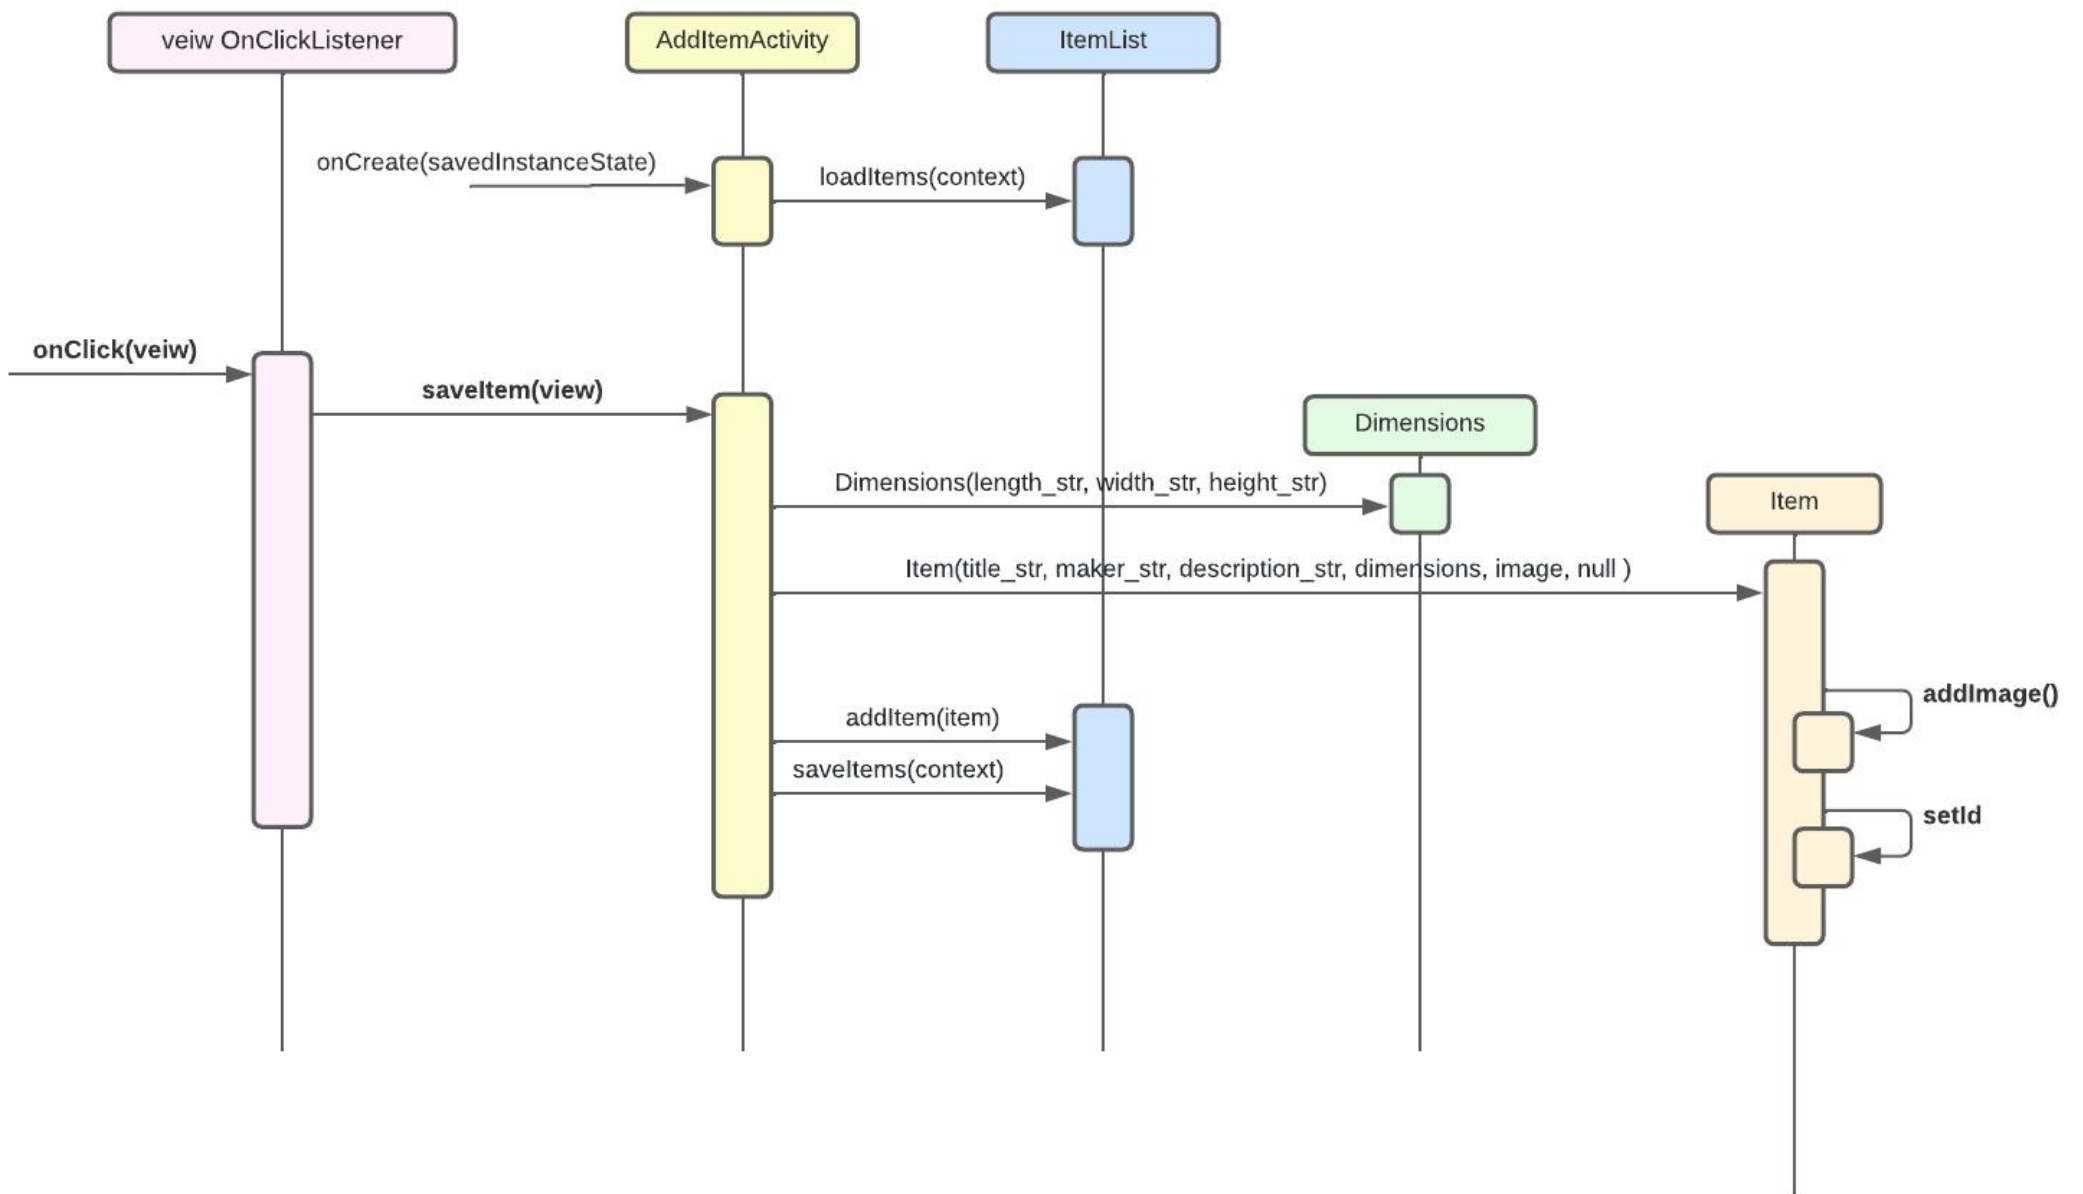 veiw OnClickListener
AddItemActivity
ItemList
onCreate(savedInstanceState)
loadItems(context)
onClick(veiw)
saveItem(view)
Dimensions
Dimensions(length_str, width_str, height_str)
Item
Item(title_str, maker_str, description_str, dimensions, image, null )
addImage()
addItem(item)
saveItems(context)
setId